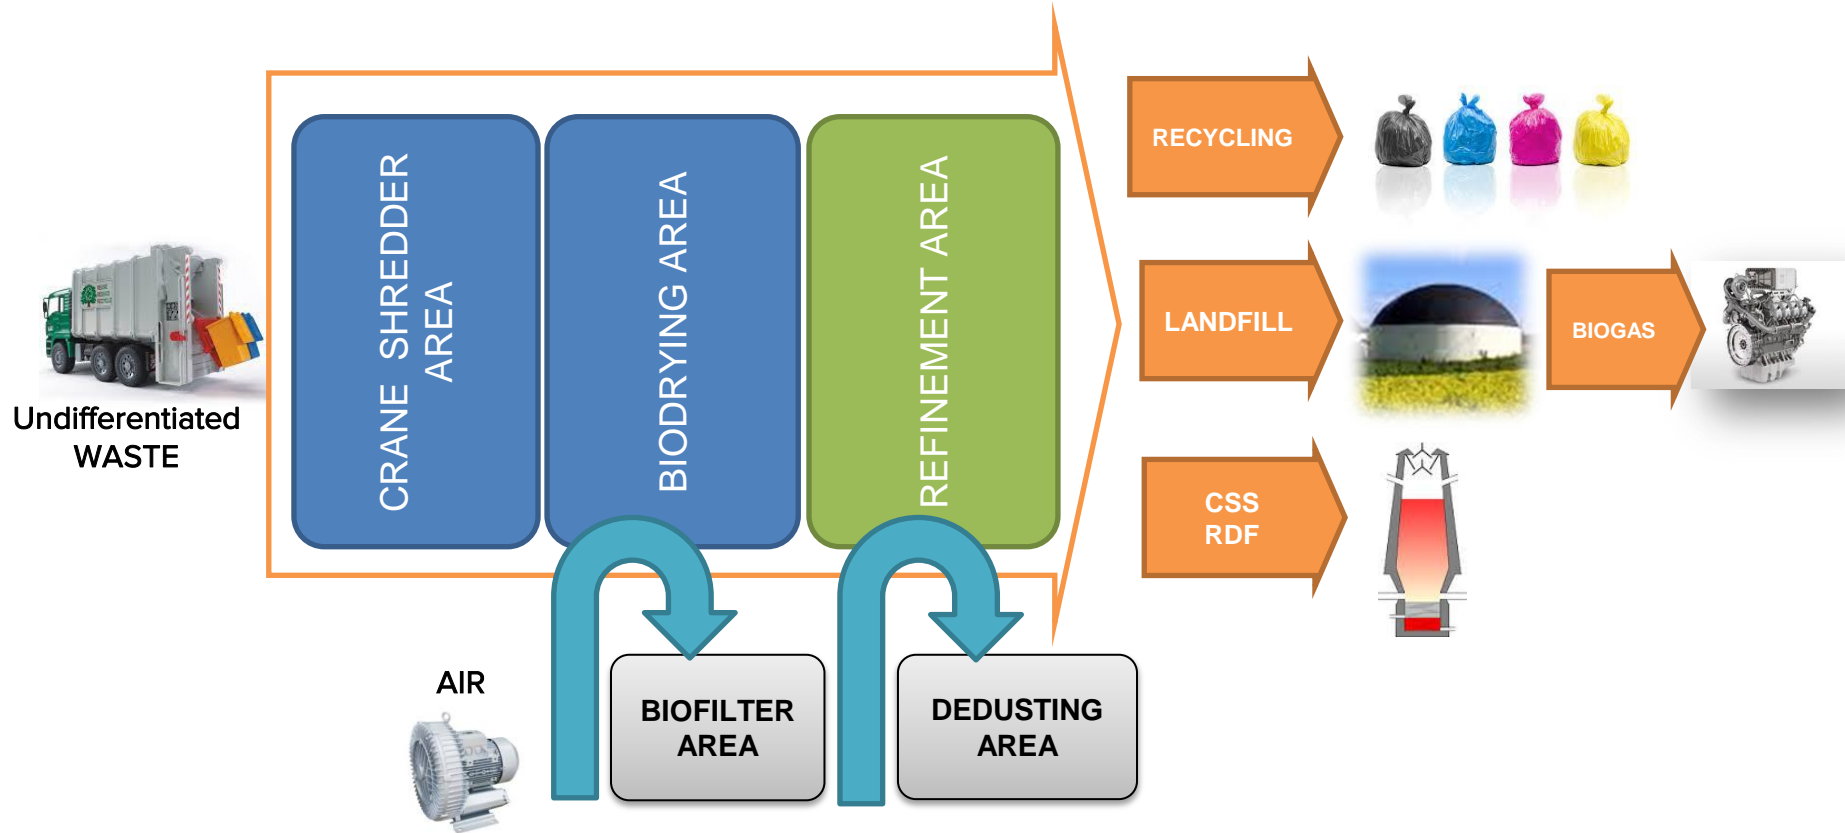 Undifferentiated
WASTE
CRANE SHREDDER
AREA
BIODRYING AREA
REFINEMENT AREA
RECYCLING
LANDFILL
BIOGAS
CSS
RDF
AIR
BIOFILTER
AREA
DEDUSTING
AREA